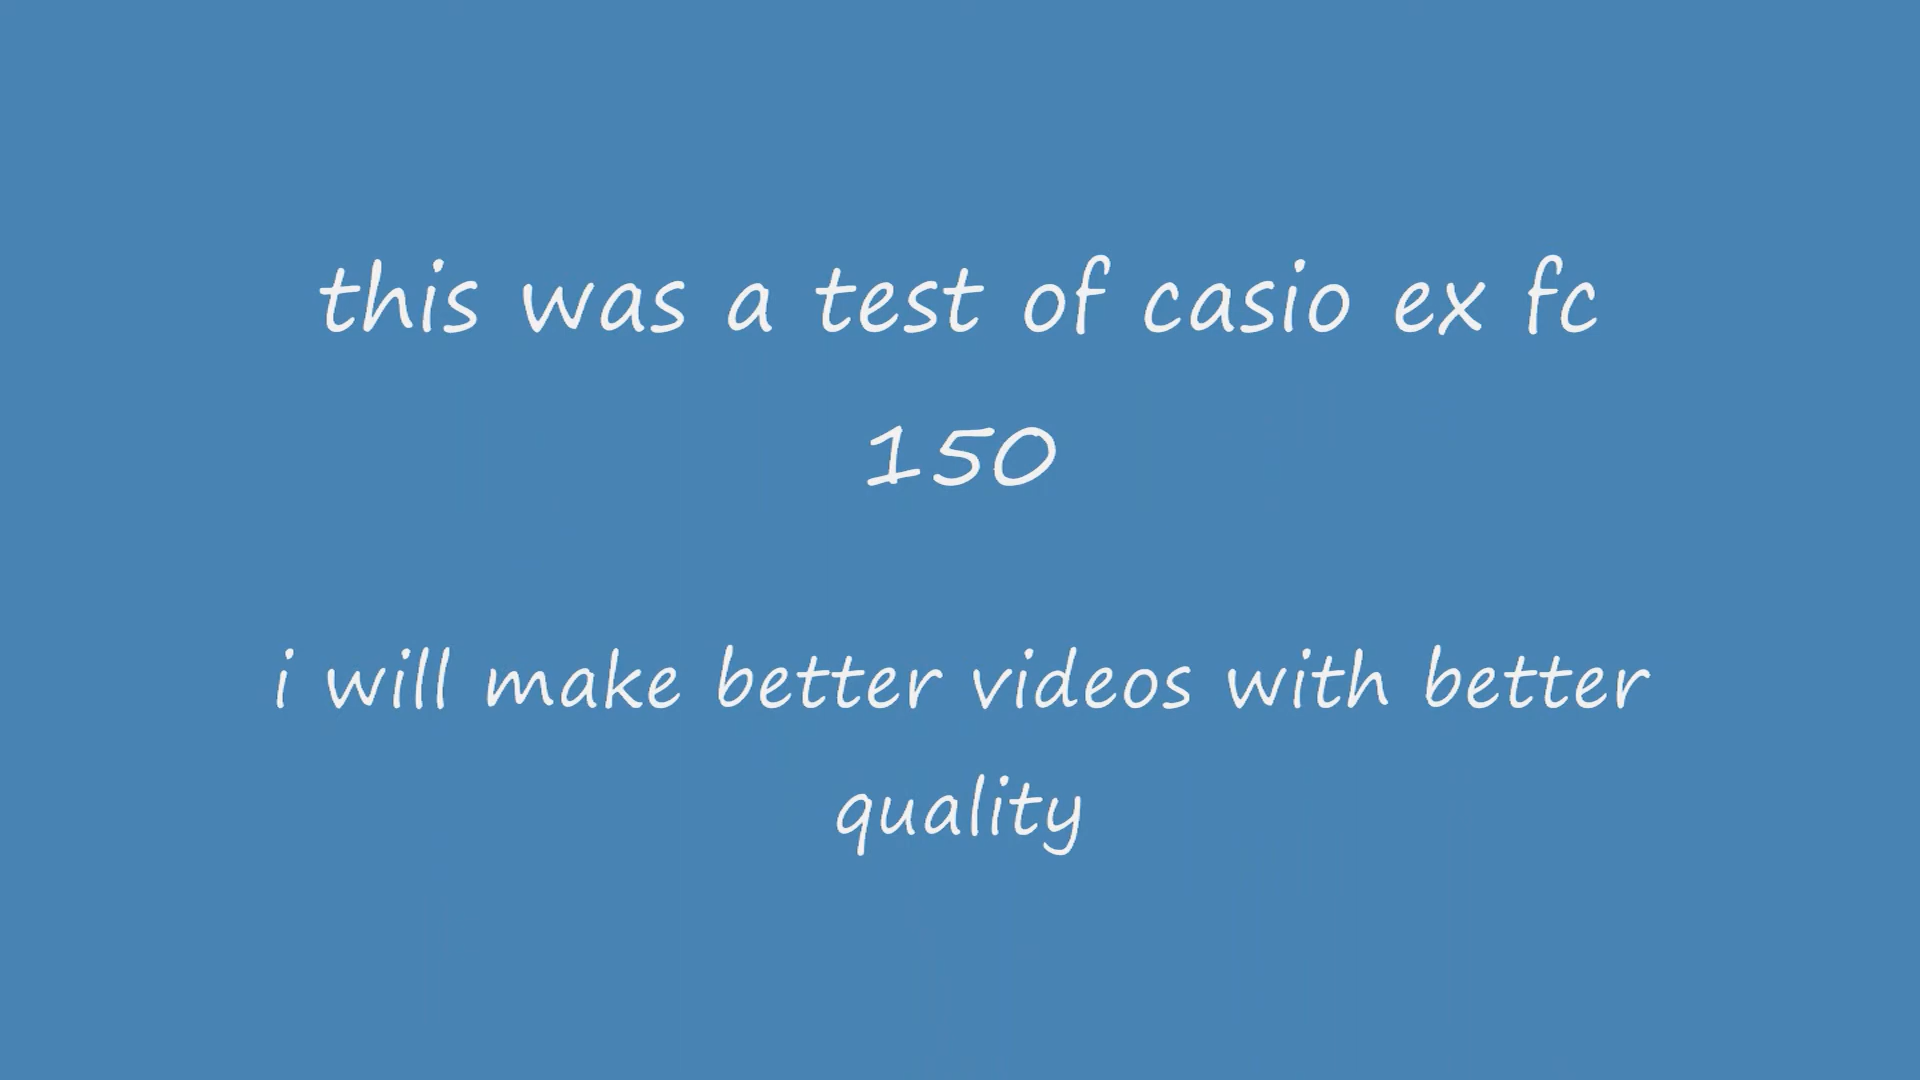 this was a test of casio ex fc
150
i will make better videos with better
quality